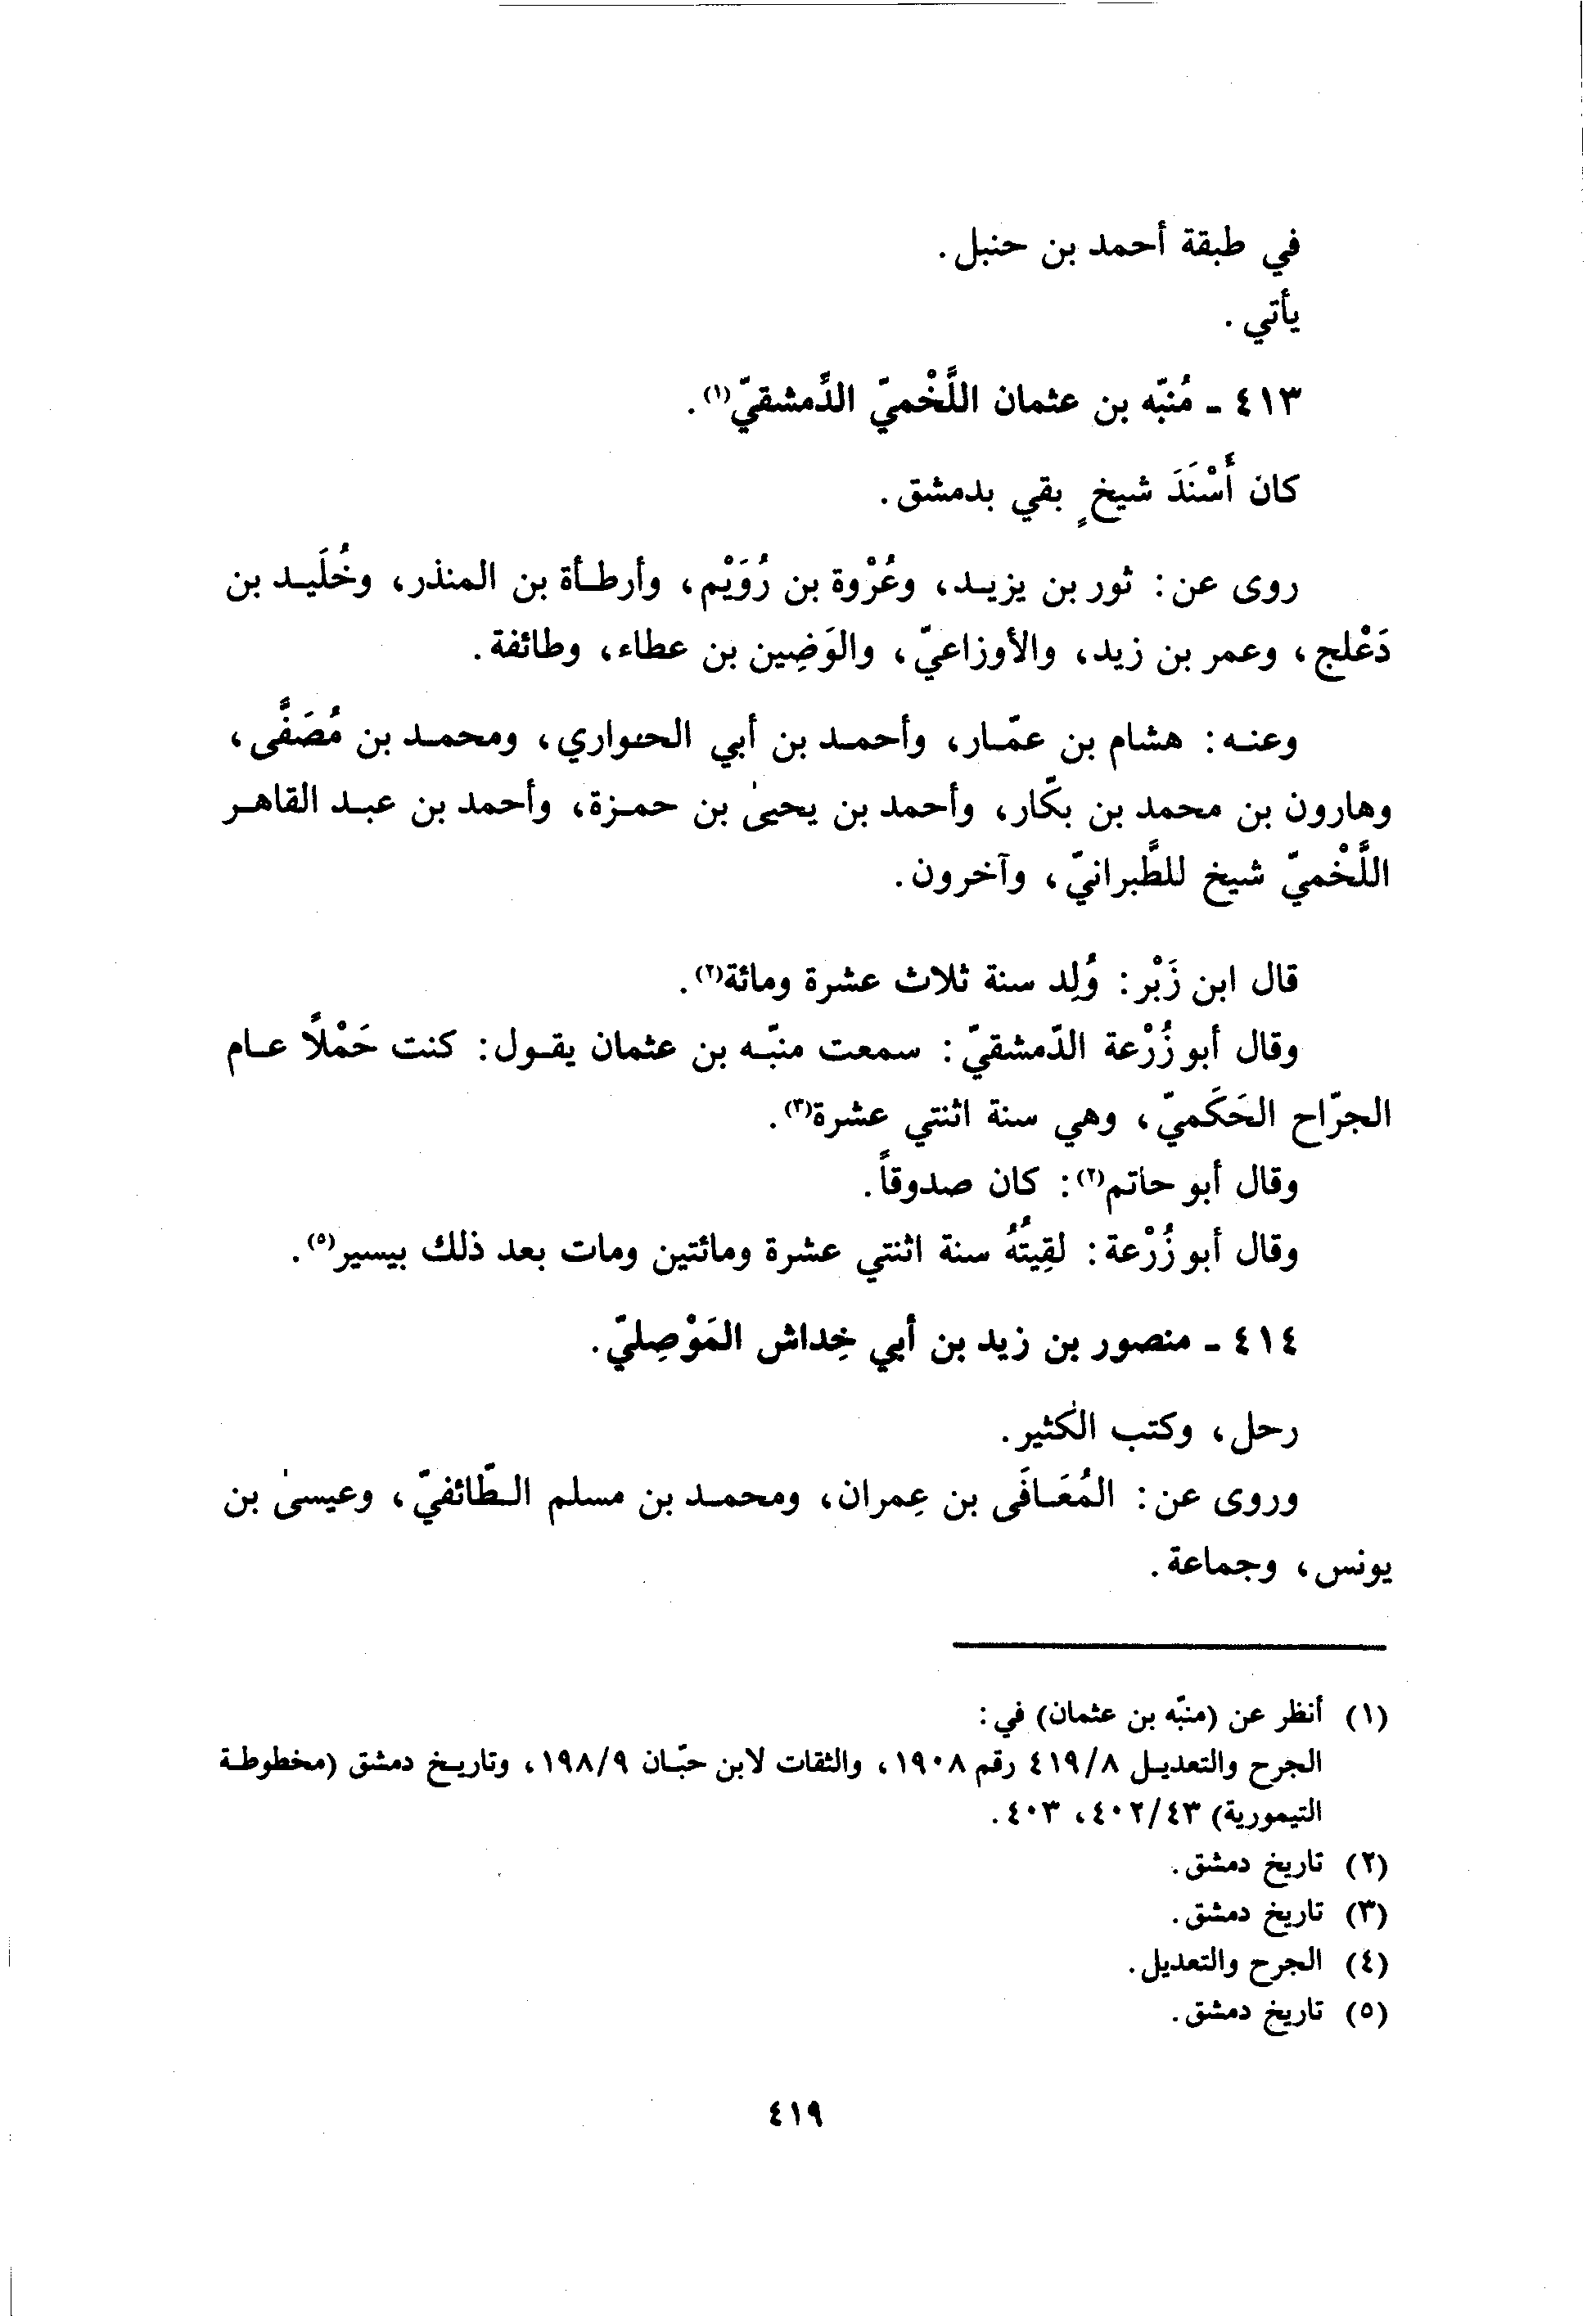 في طبقة أحمد بن حنبل.
يأتي.
٤١٣ - مُنبّه بن عثمان اللَّخْميّ الدِّمشقيّ(١).
كان أَسْنَدَ شيخٍ بقي بدمشق.
روى عن: ثور بن يزيد، وعُرْوة بن رُوَيْم، وأرطأة بن المنذر، وخُلَيد بن
دَعْلج، وعمر بن زيد، والأوزاعيّ، والوَضِين بن عطاء، وطائفة.
وعنه: هشام بن عمّار، وأحمد بن أبي الحواري، ومحمد بن مُصَفًّى،
وهارون بن محمد بن بكّار، وأحمد بن يحيىٰ بن حمزة، وأحمد بن عبد القاهر
اللَّخْميّ شيخ للطَّبرانيّ، وآخرون.
قال ابن زَبْر: وُلِد سنة ثلاث عشرة ومائة(٢).
وقال أبو زُرْعة الدّمشقيّ: سمعت منبّه بن عثمان يقول: كنت حَمْلًا عام
الجرّاح الحَكَميّ، وهي سنة اثنتي عشرة(٣).
وقال أبو حاتم(٢): كان صدوقاً.
وقال أبو زُرْعة: لقِيتُهُ سنة اثنتي عشرة ومائتين ومات بعد ذلك بيسير(٥).
٤١٤ - منصور بن زيد بن أبي خِداش المَوْصِليّ.
رحل، وكتب الكثير.
وروى عن: المُعَافَى بن عِمران، ومحمد بن مسلم الطّائفيّ، وعيسىٰ بن
يونس، وجماعة.
(١) أنظر عن (منبّه بن عثمان) في:
الجرح والتعديل ٤١٩/٨ رقم ١٩٠٨، والثقات لابن حبّان ١٩٨/٩، وتاريخ دمشق (مخطوطة
التيمورية) ٤٠٢/٤٣، ٤٠٣.
(٢) تاريخ دمشق.
(٣) تاريخ دمشق.
(٤) الجرح والتعديل.
(٥) تاريخ دمشق.
٤١٩